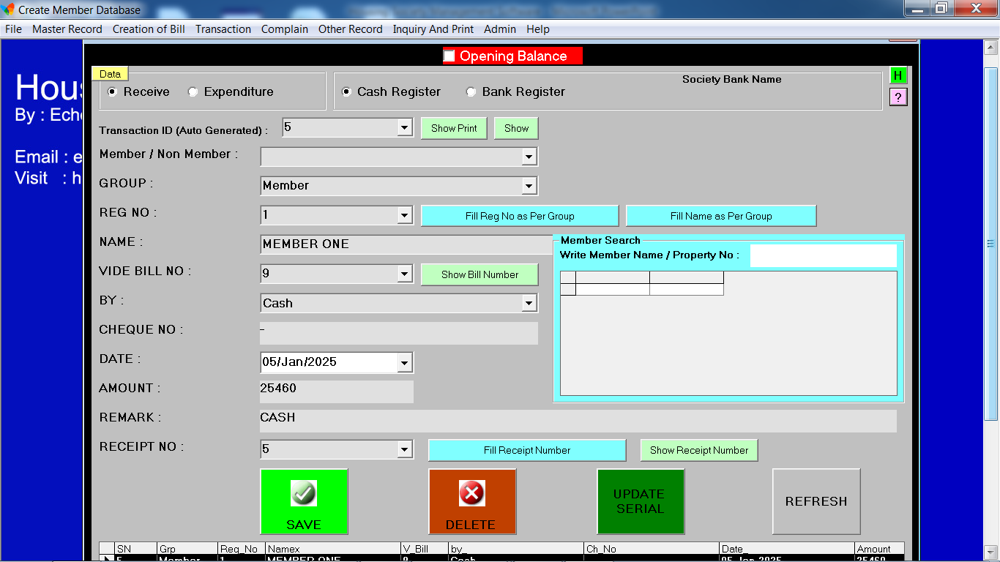 Create Member Database
File Master Record Creation of Bill Transaction Complain Other Record Inquiry And Print Admin Help
Opening Balance
Hous
By : Eche
Email : e
Visit : h
Data
Receive Expenditure
Cash Register Bank Register
Society Bank Name
H
?
Transaction ID (Auto Generated) : 5 Show Print Show
Member / Non Member :
GROUP : Member
REG NO : 1 Fill Reg No as Per Group Fill Name as Per Group
NAME : MEMBER ONE
Member Search
Write Member Name / Property No :
VIDE BILL NO : 9 Show Bill Number
BY : Cash
CHEQUE NO : -
DATE : 05/Jan/2025
AMOUNT : 25460
REMARK : CASH
RECEIPT NO : 5 Fill Receipt Number Show Receipt Number
SAVE DELETE UPDATE SERIAL REFRESH
SN Grp Reg_No Namex V_Bill by Ch_No Date Amount
5 Member 1 MEMBER ONE 9 Cash 05-Jan-2025 25460